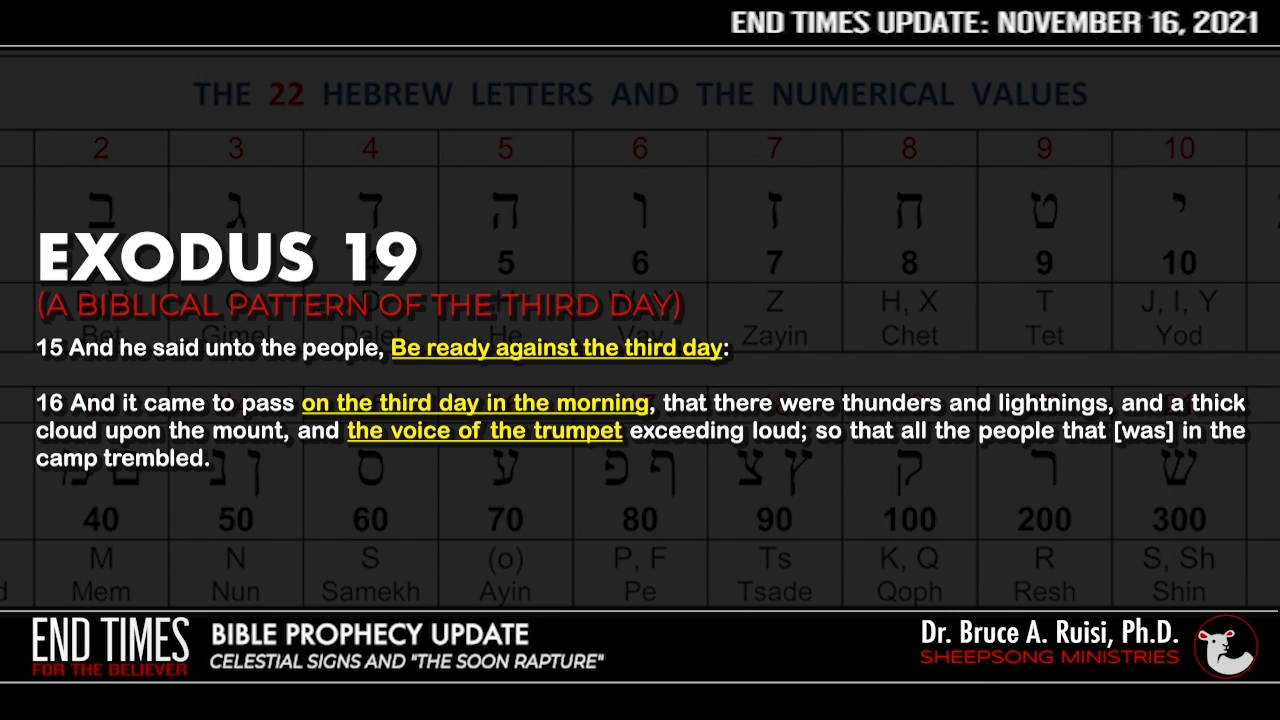 END TIMES UPDATE: NOVEMBER 16, 2021
THE 22 HEBREW LETTERS AND THE NUMERICAL VALUES
2 3 4 5 6 7 8 9 10
ב ג ד ה ו ז ח ט י
4 5 6 7 8 9 10
EXODUS 19
Z H, X T J, I, Y
(A BIBLICAL PATTERN OF THE THIRD DAY)
Bet Gimel Dalet He Vav Zayin Chet Tet Yod
15 And he said unto the people, Be ready against the third day:
16 And it came to pass on the third day in the morning, that there were thunders and lightnings, and a thick
cloud upon the mount, and the voice of the trumpet exceeding loud; so that all the people that [was] in the
camp trembled.
מ ם נ ן ס ע פ ף צ ץ ק ר ש
40 50 60 70 80 90 100 200 300
M N S (o) P, F Ts K, Q R S, Sh
Mem Nun Samekh Ayin Pe Tsade Qoph Resh Shin
END TIMES
FOR THE BELIEVER
BIBLE PROPHECY UPDATE
CELESTIAL SIGNS AND "THE SOON RAPTURE"
Dr. Bruce A. Ruisi, Ph.D.
SHEEPSONG MINISTRIES